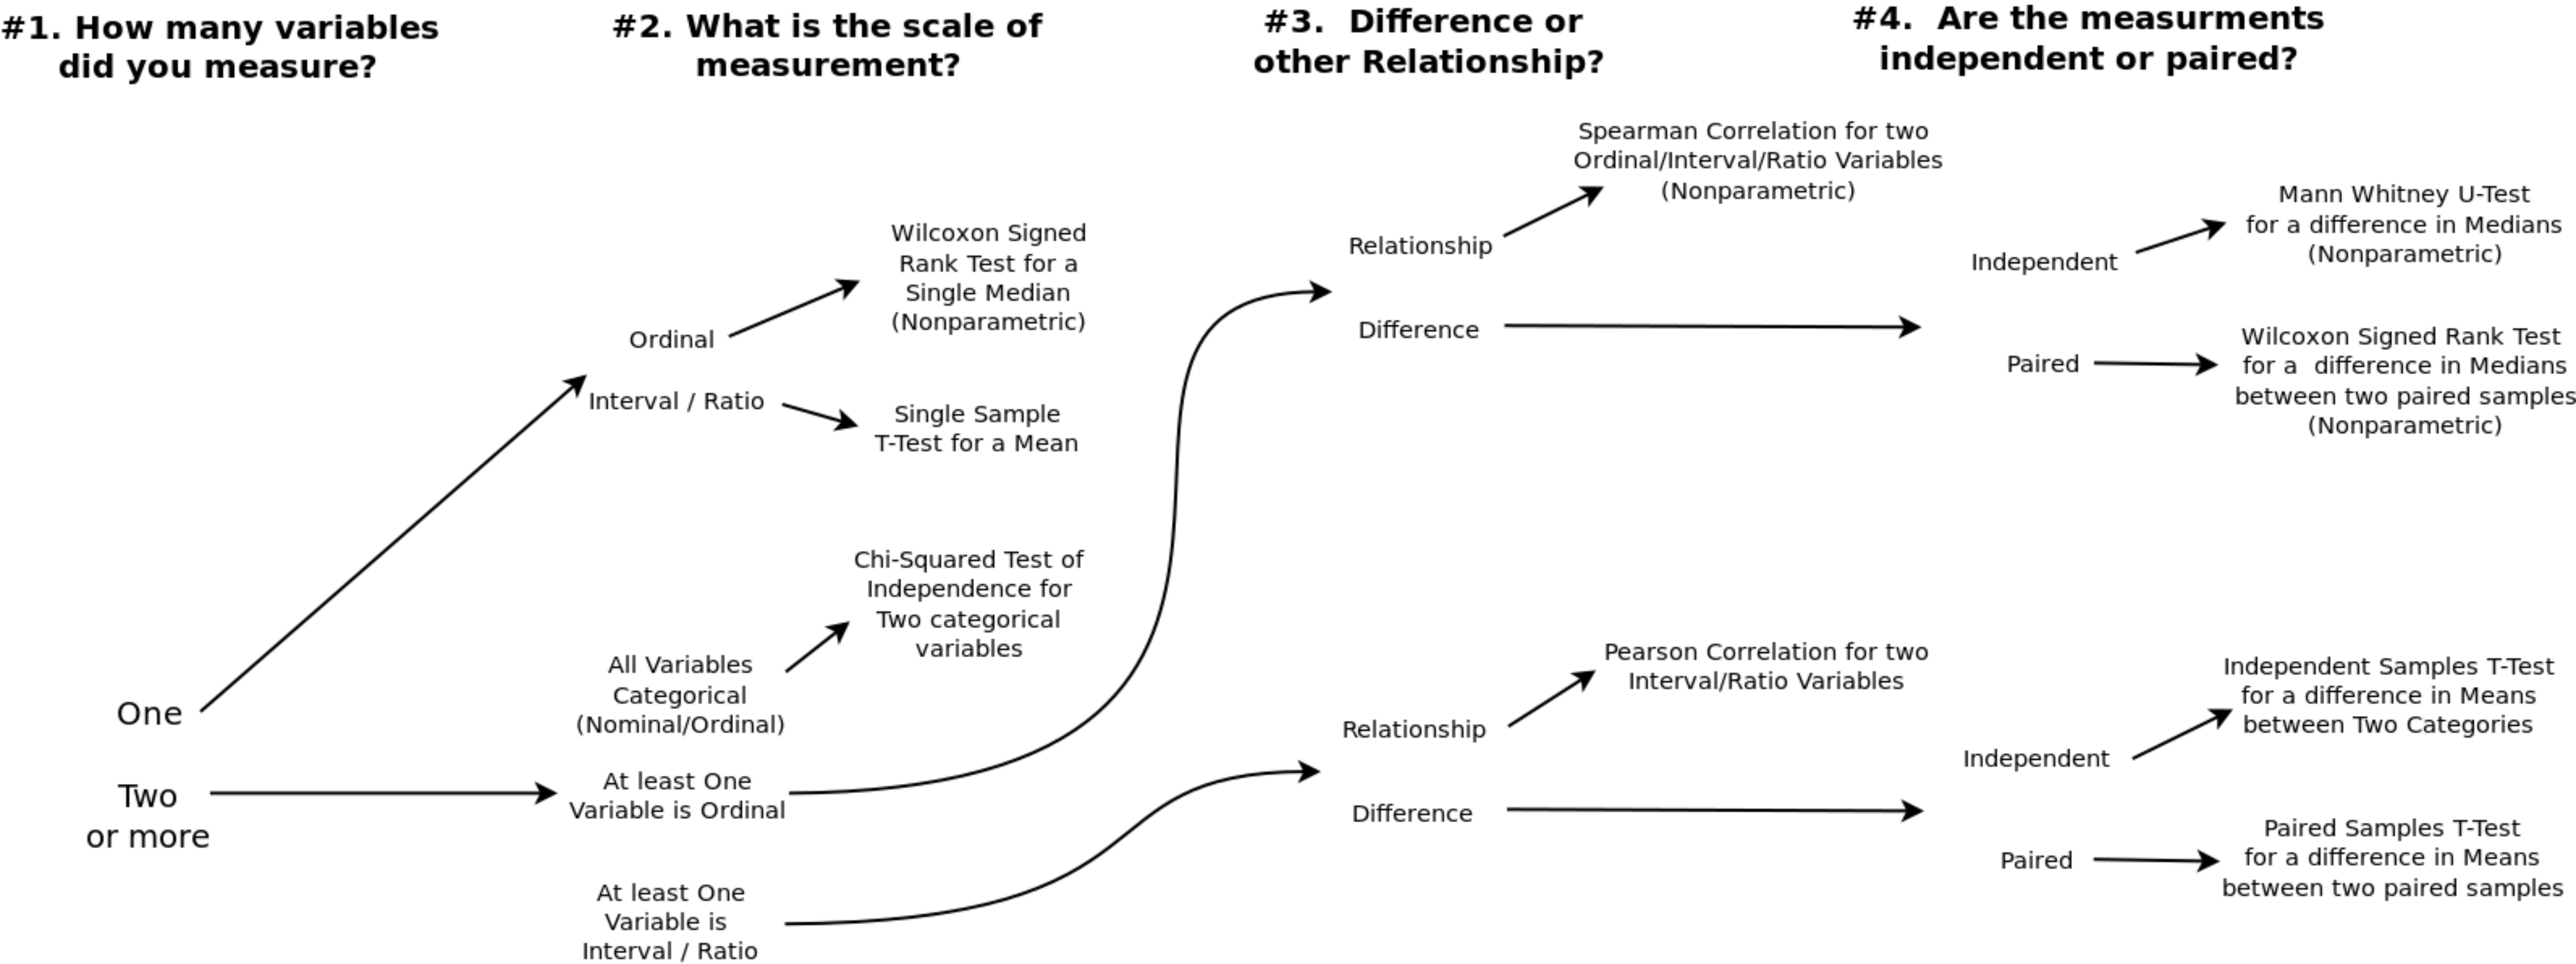 #1. How many variables
did you measure?
#2. What is the scale of
measurement?
#3.  Difference or
other Relationship?
#4.  Are the measurments
independent or paired?
One
Two
or more
Ordinal
Wilcoxon Signed
Rank Test for a
Single Median
(Nonparametric)
Interval / Ratio
Single Sample
T-Test for a Mean
All Variables
Categorical
(Nominal/Ordinal)
Chi-Squared Test of
Independence for
Two categorical
variables
At least One
Variable is Ordinal
At least One
Variable is
Interval / Ratio
Relationship
Spearman Correlation for two
Ordinal/Interval/Ratio Variables
(Nonparametric)
Difference
Independent
Mann Whitney U-Test
for a difference in Medians
(Nonparametric)
Paired
Wilcoxon Signed Rank Test
for a  difference in Medians
between two paired samples
(Nonparametric)
Relationship
Pearson Correlation for two
Interval/Ratio Variables
Difference
Independent
Independent Samples T-Test
for a difference in Means
between Two Categories
Paired
Paired Samples T-Test
for a difference in Means
between two paired samples